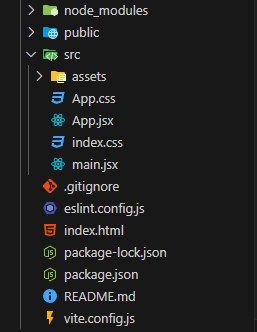 node_modules
public
src
assets
App.css
App.jsx
index.css
main.jsx
.gitignore
eslint.config.js
index.html
package-lock.json
package.json
README.md
vite.config.js